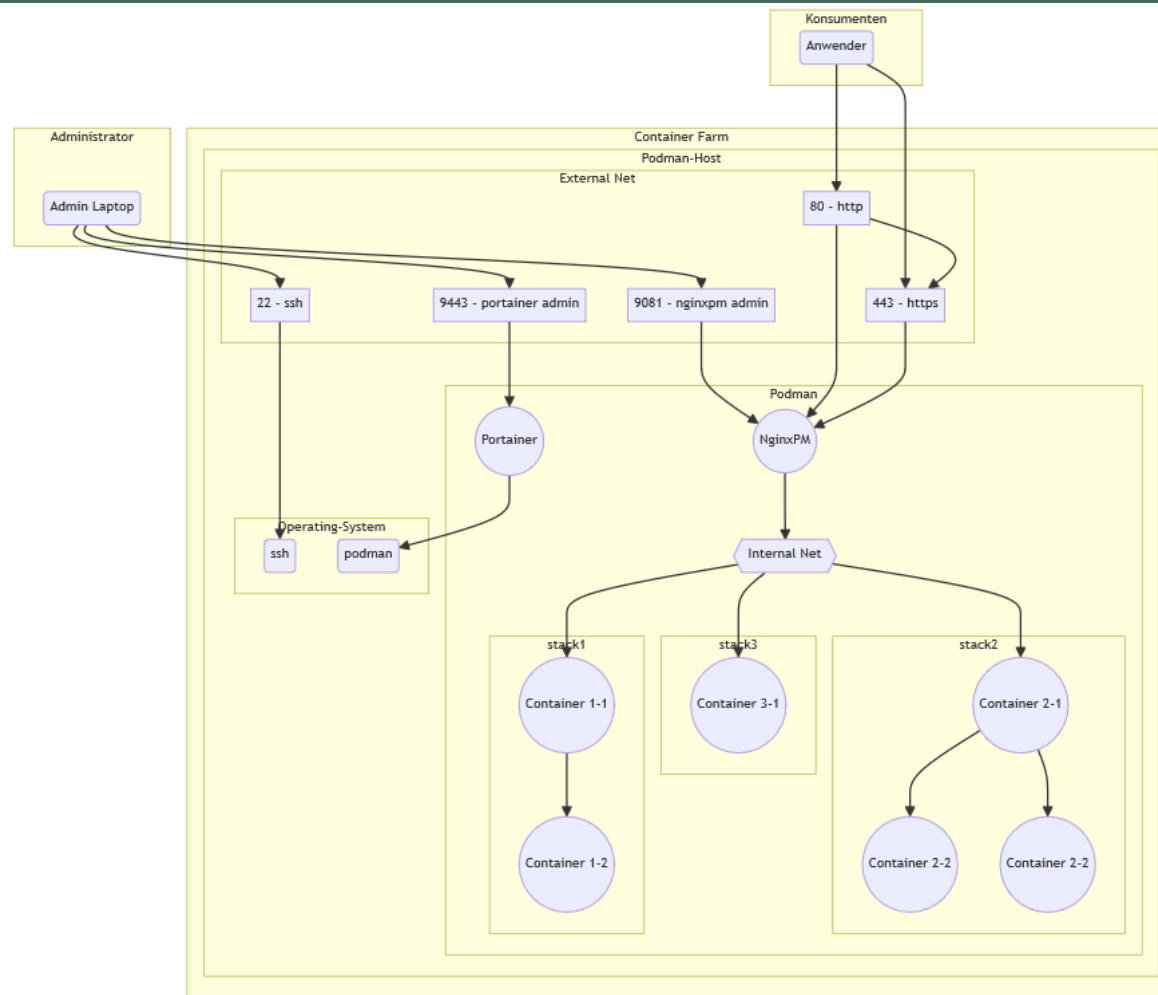 Konsumenten
Anwender
Administrator
Container Farm
Podman-Host
External Net
Admin Laptop
80 - http
22 - ssh
9443 - portainer admin
9081 - nginxpm admin
443 - https
Podman
Portainer
NginxPM
Operating-System
ssh
podman
Internal Net
stack1
stack3
stack2
Container 1-1
Container 3-1
Container 2-1
Container 1-2
Container 2-2
Container 2-2